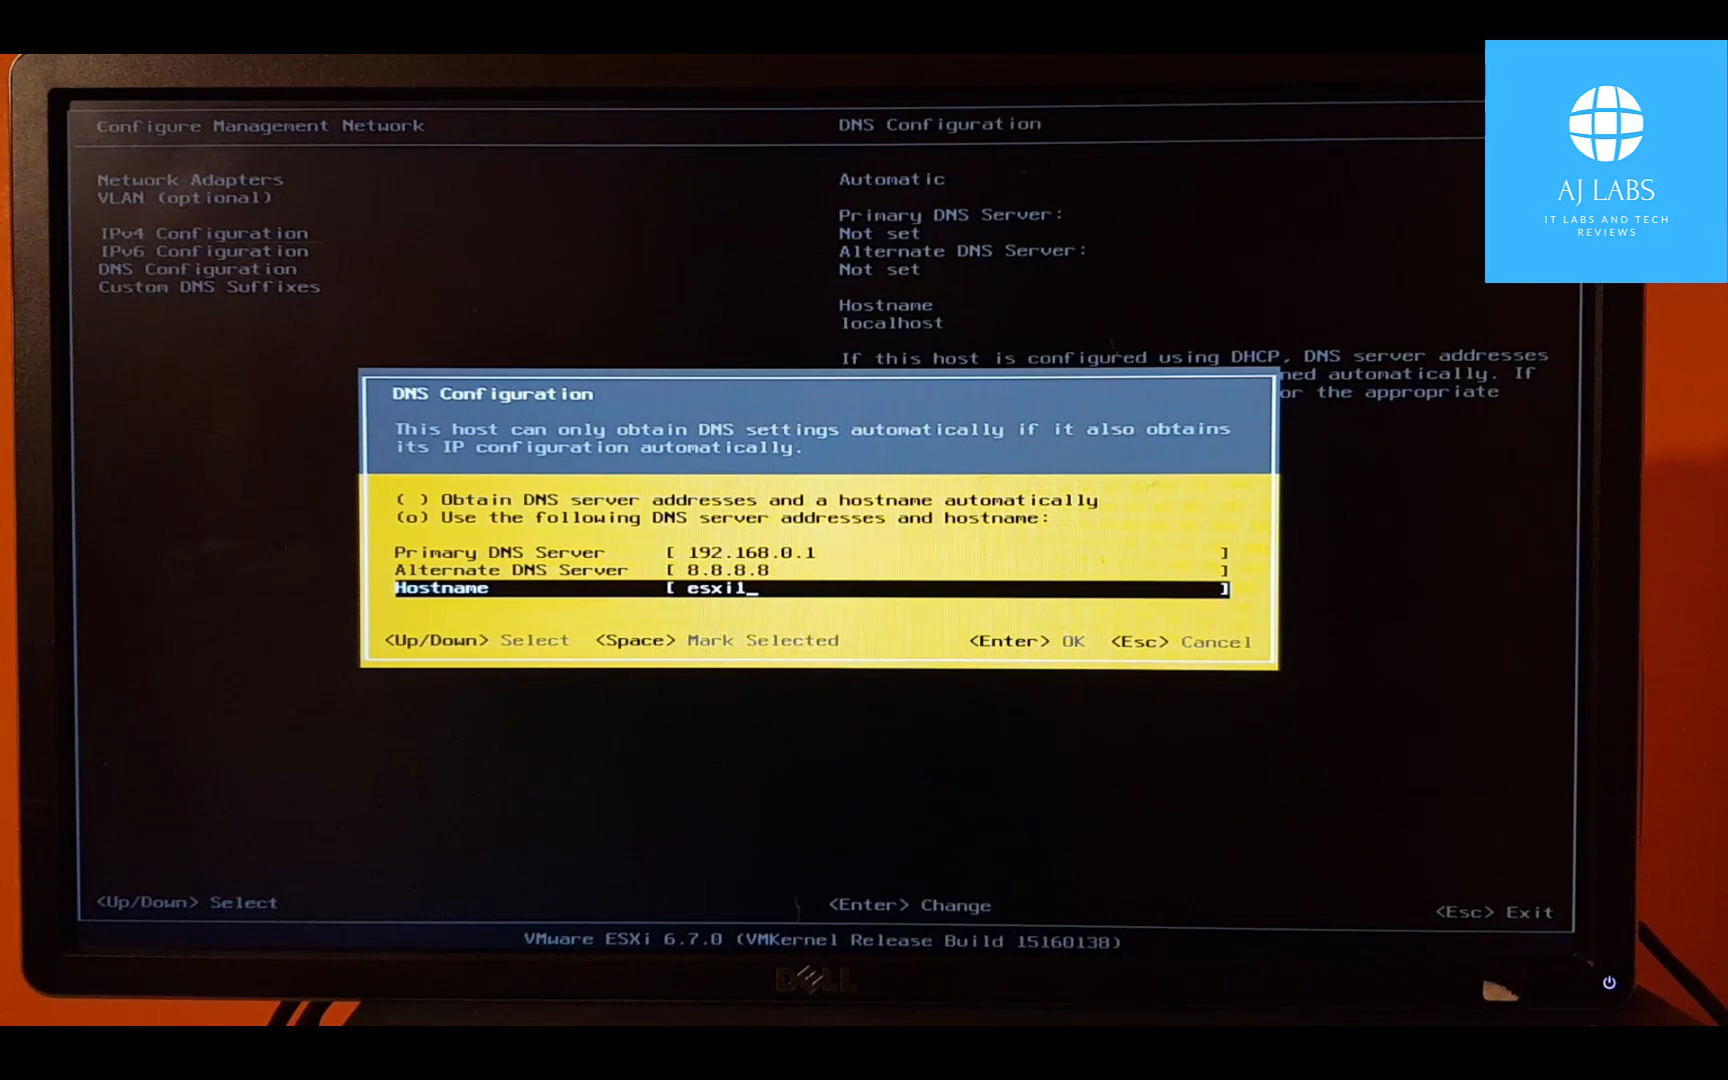 AJ LABS
IT LABS AND TECH
REVIEWS
Configure Management Network
DNS Configuration
Network Adapters
VLAN (optional)
IPv4 Configuration
IPv6 Configuration
DNS Configuration
Custom DNS Suffixes
Automatic
Primary DNS Server:
Not set
Alternate DNS Server:
Not set
Hostname
localhost
If this host is configured using DHCP, DNS server addresses
ned automatically. If
or the appropriate
DNS Configuration
This host can only obtain DNS settings automatically if it also obtains
its IP configuration automatically.
( ) Obtain DNS server addresses and a hostname automatically
(o) Use the following DNS server addresses and hostname:
Primary DNS Server [ 192.168.0.1 ]
Alternate DNS Server [ 8.8.8.8 ]
Hostname [ esxi1_ ]
<Up/Down> Select <Space> Mark Selected <Enter> OK <Esc> Cancel
<Up/Down> Select <Enter> Change <Esc> Exit
VMware ESXi 6.7.0 (VMKernel Release Build 15160138)
DELL